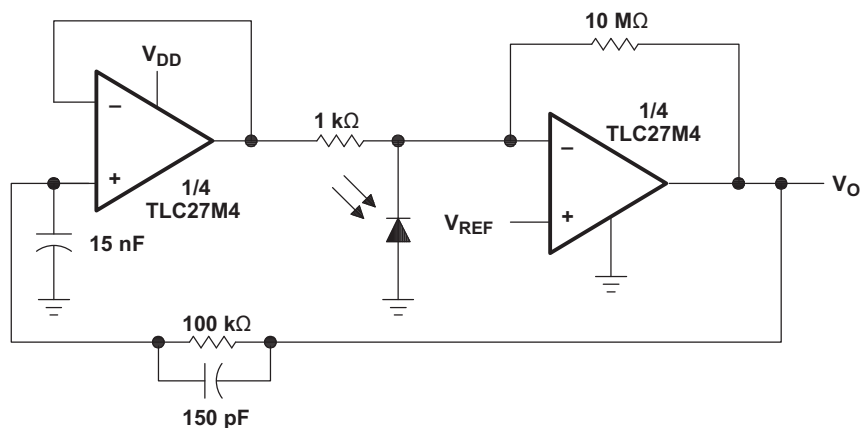 10 MΩ
V_DD
−
+
1/4
TLC27M4
1 kΩ
1/4
TLC27M4
−
+
V_REF
V_O
15 nF
100 kΩ
150 pF